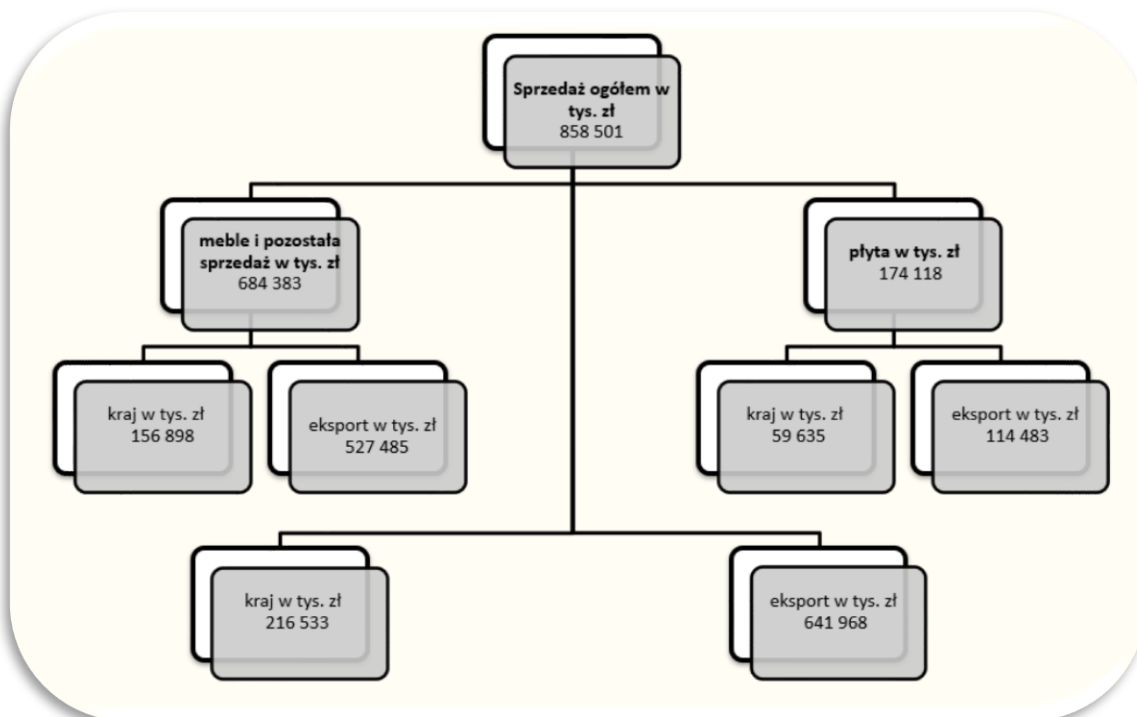 Sprzedaż ogółem w
tys. zł
858 501
meble i pozostała
sprzedaż w tys. zł
684 383
płyta w tys. zł
174 118
kraj w tys. zł
156 898
eksport w tys. zł
527 485
kraj w tys. zł
59 635
eksport w tys. zł
114 483
kraj w tys. zł
216 533
eksport w tys. zł
641 968